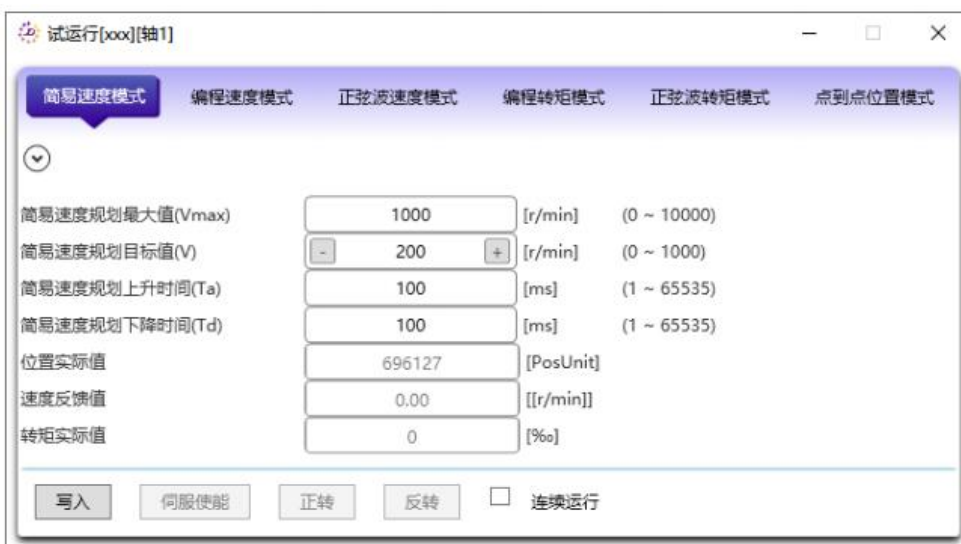 试运行[xxx][轴1]
简易速度模式 编程速度模式 正弦波速度模式 编程转矩模式 正弦波转矩模式 点到点位置模式
简易速度规划最大值(Vmax) 1000 [r/min] (0 ~ 10000)
简易速度规划目标值(V) - 200 + [r/min] (0 ~ 1000)
简易速度规划上升时间(Ta) 100 [ms] (1 ~ 65535)
简易速度规划下降时间(Td) 100 [ms] (1 ~ 65535)
位置实际值 696127 [PosUnit]
速度反馈值 0.00 [[r/min]]
转矩实际值 0 [‰]
写入 伺服使能 正转 反转 连续运行